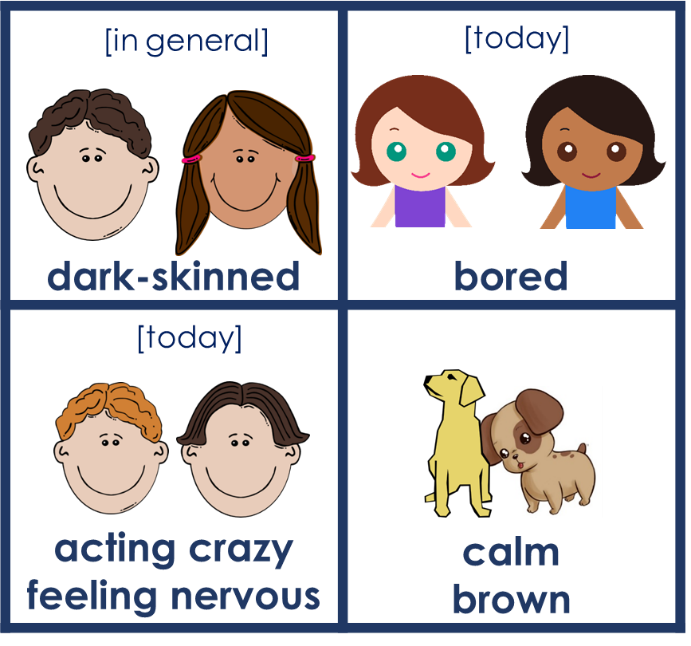 [in general]
dark-skinned
[today]
bored
[today]
acting crazy
feeling nervous
calm
brown